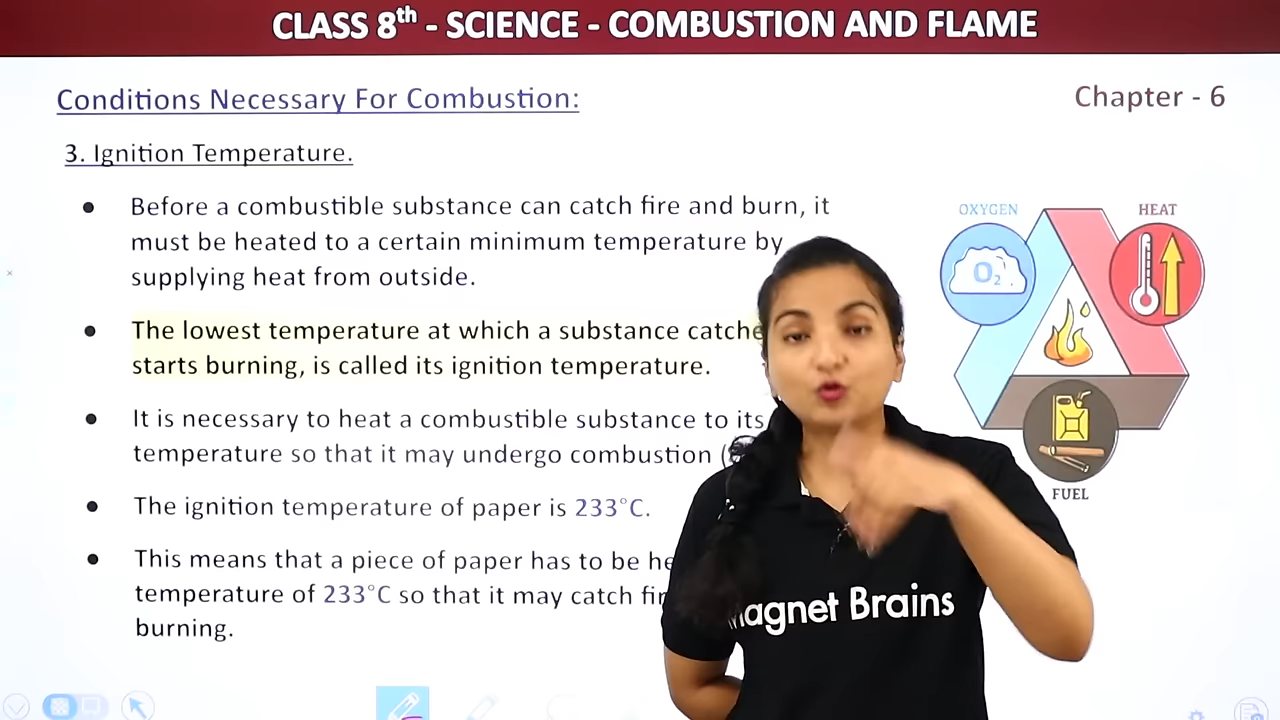 CLASS 8th - SCIENCE - COMBUSTION AND FLAME
Conditions Necessary For Combustion:
Chapter - 6
3. Ignition Temperature.
● Before a combustible substance can catch fire and burn, it
must be heated to a certain minimum temperature by
supplying heat from outside.
● The lowest temperature at which a substance catche
starts burning, is called its ignition temperature.
● It is necessary to heat a combustible substance to its
temperature so that it may undergo combustion (
● The ignition temperature of paper is 233°C.
● This means that a piece of paper has to be he
temperature of 233°C so that it may catch fir
burning.
OXYGEN
HEAT
O2
FUEL
agnet Brains